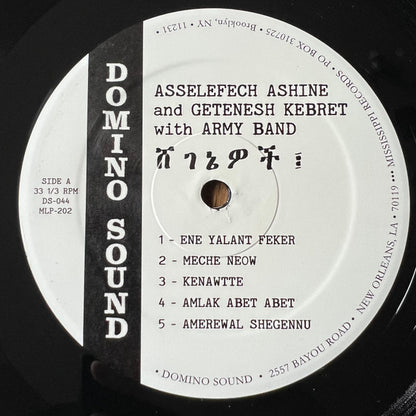 DOMINO SOUND
ASSELEFECH ASHINE
and GETENESH KEBRET
with ARMY BAND
ሸገኔዎች ፤
SIDE A
33 1/3 RPM
DS-044
MLP-202
1 - ENE YALANT FEKER
2 - MECHE NEOW
3 - KENAWTTE
4 - AMLAK ABET ABET
5 - AMEREWAL SHEGENNU
• DOMINO SOUND • 2557 BAYOU ROAD • NEW ORLEANS, LA • 70119 ••• MISSISSIPPI RECORDS • PO BOX 310725 • Brooklyn, NY • 11231 •